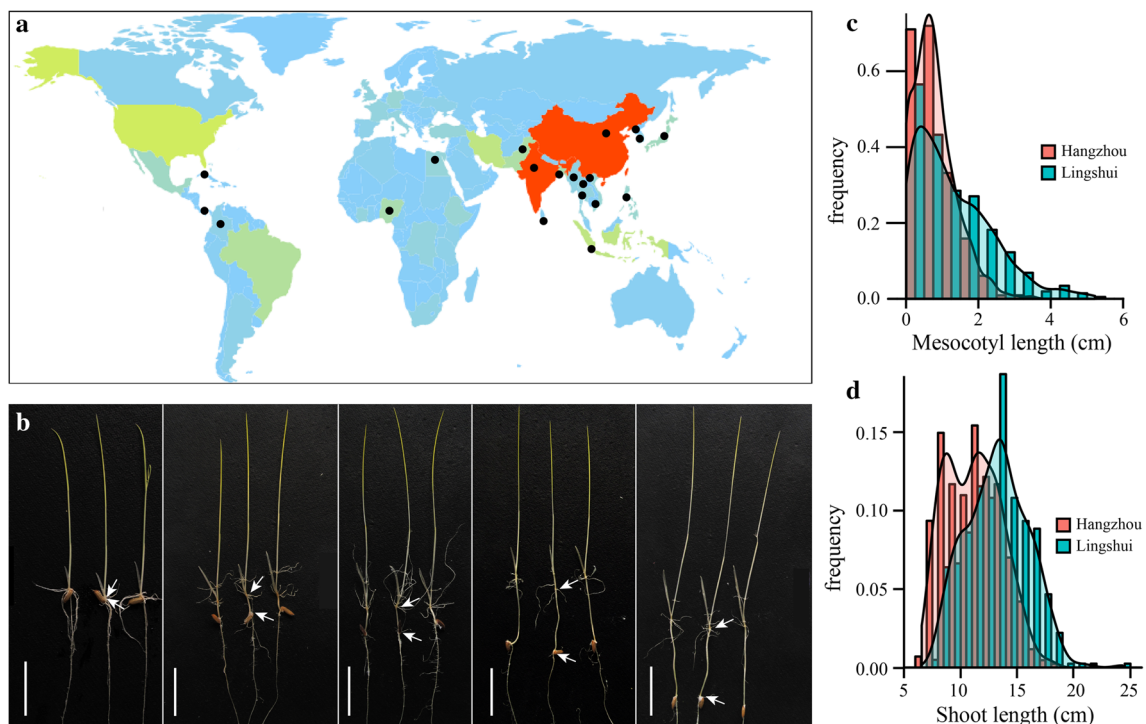 a
c
0.6
0.4
0.2
0.0
frequency
0
2
4
6
Mesocotyl length (cm)
Hangzhou
Lingshui
b
d
0.15
0.10
0.05
0.00
frequency
5
10
15
20
25
Shoot length (cm)
Hangzhou
Lingshui